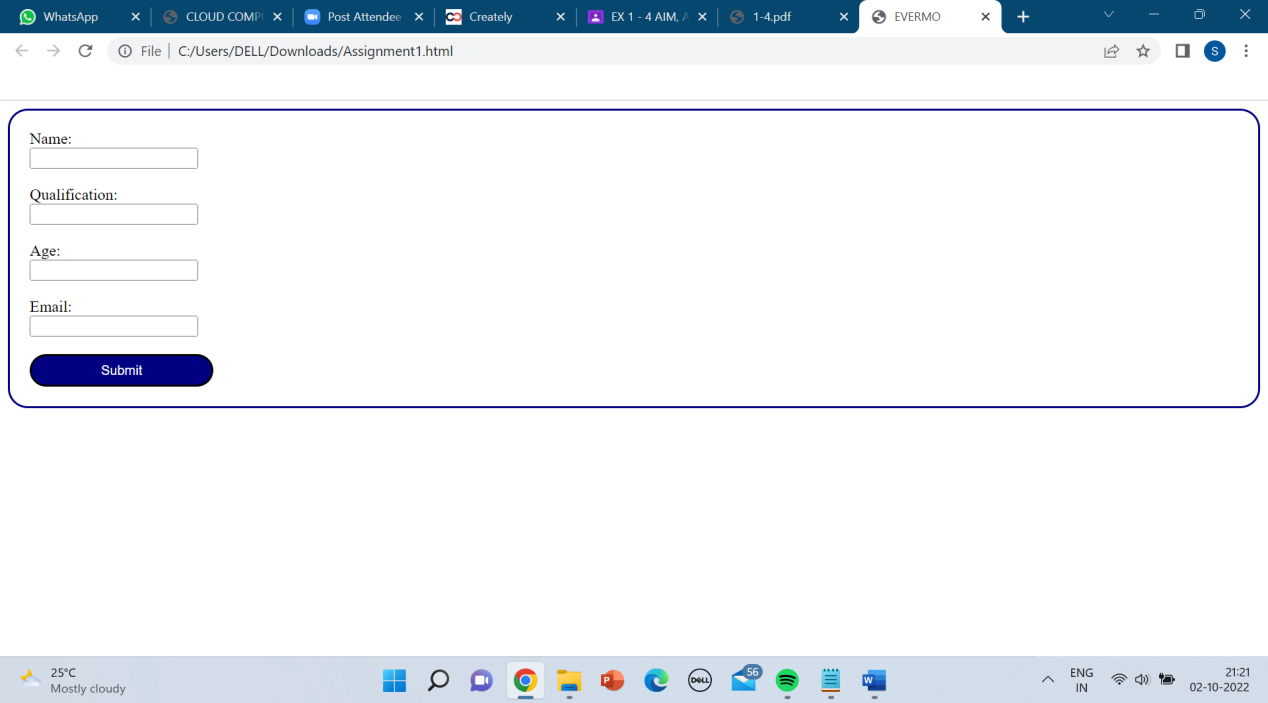 WhatsApp
CLOUD COMP
Post Attendee
Creately
EX 1 - 4 AIM, A
1-4.pdf
EVERMO
File
C:/Users/DELL/Downloads/Assignment1.html
S
Name:
Qualification:
Age:
Email:
Submit
25°C
Mostly cloudy
P
DELL
56
W
ENG
IN
21:21
02-10-2022